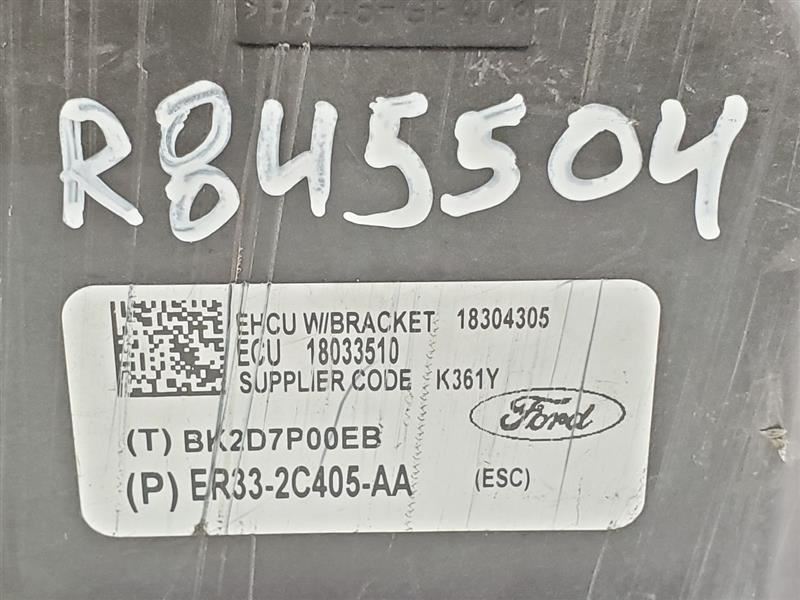 R845504
EHCU W/BRACKET 18304305
ECU 18033510
SUPPLIER CODE K361Y
Ford
(T) BK2D7P00EB
(P) ER33-2C405-AA
(ESC)